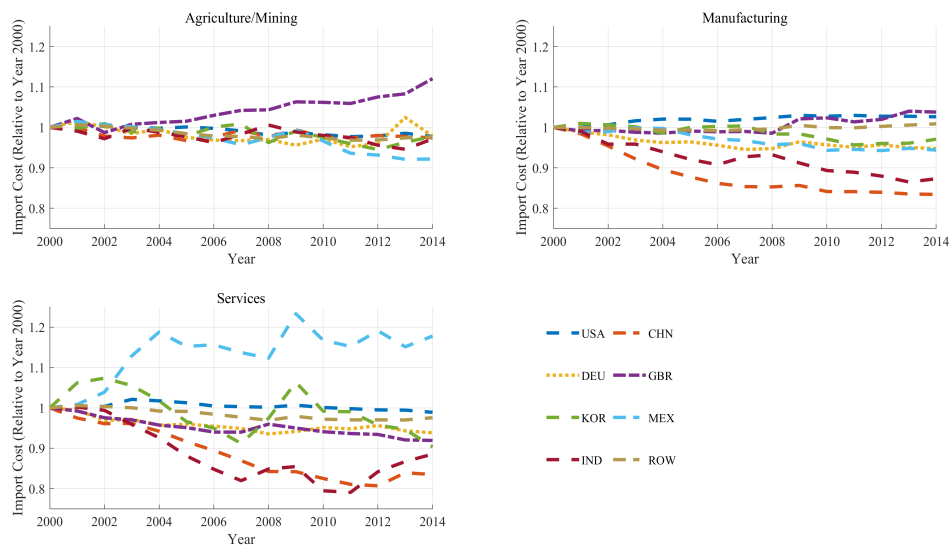 Agriculture/Mining
Import Cost (Relative to Year 2000)
1.2
1.1
1
0.9
0.8
2000 2002 2004 2006 2008 2010 2012 2014
Year
Manufacturing
Import Cost (Relative to Year 2000)
1.2
1.1
1
0.9
0.8
2000 2002 2004 2006 2008 2010 2012 2014
Year
Services
Import Cost (Relative to Year 2000)
1.2
1.1
1
0.9
0.8
2000 2002 2004 2006 2008 2010 2012 2014
Year
USA CHN
DEU GBR
KOR MEX
IND ROW